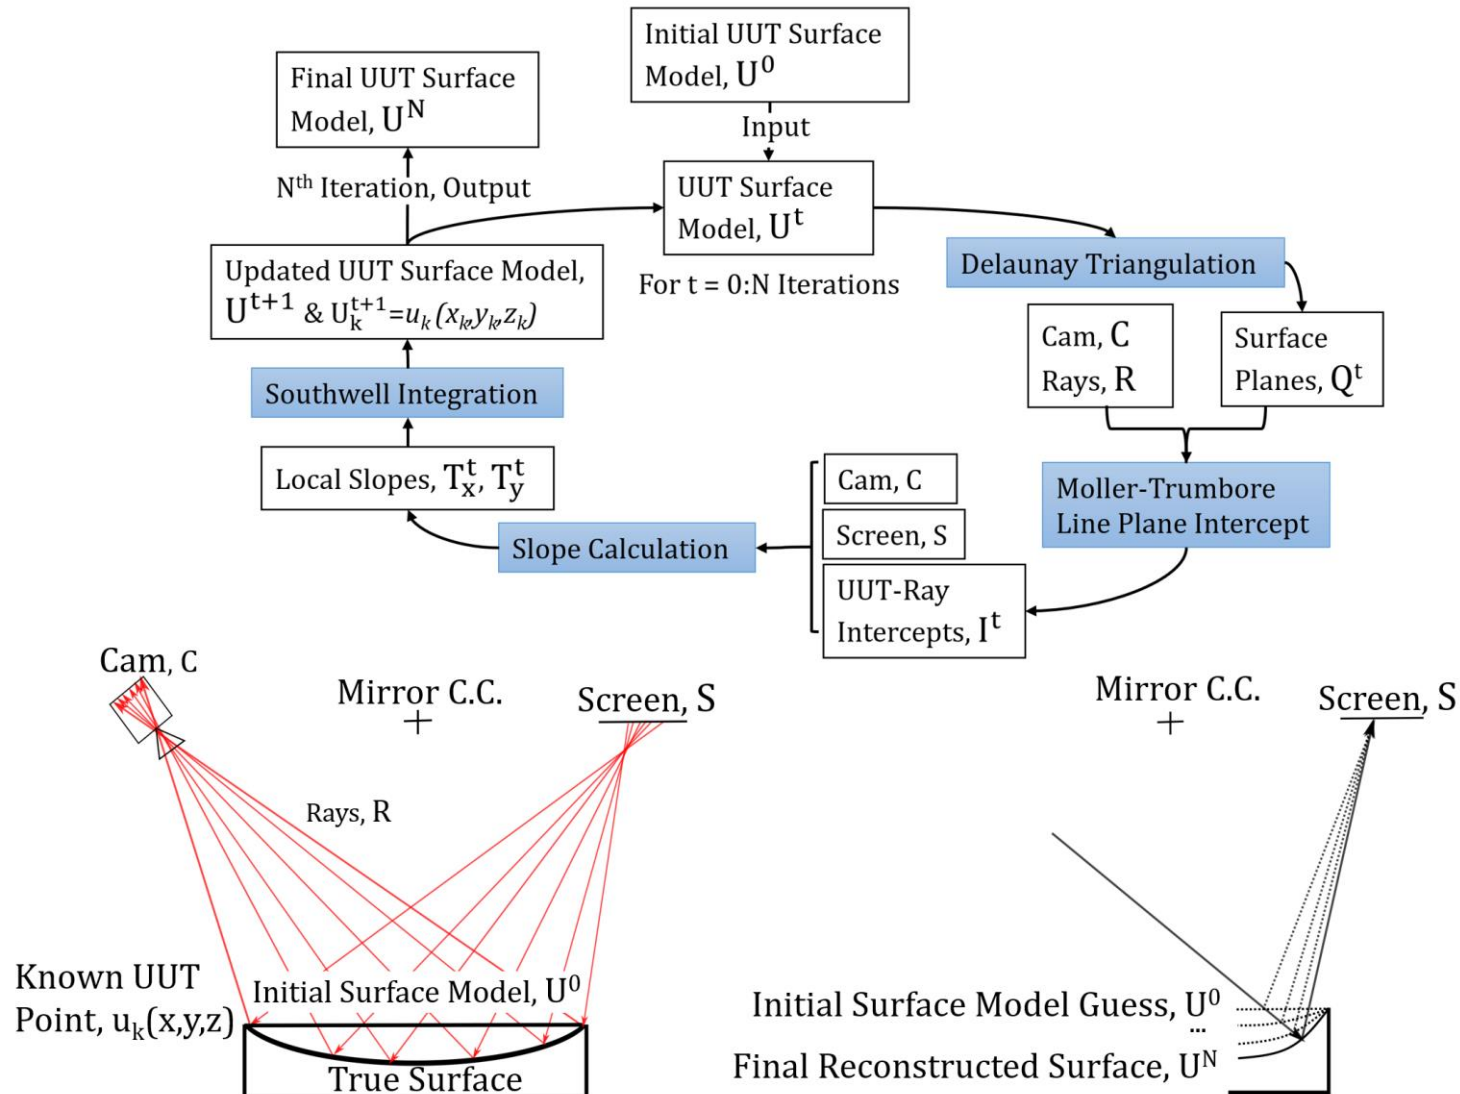 Initial UUT Surface
Model, U⁰
Input
Final UUT Surface
Model, Uᴺ
Nᵗʰ Iteration, Output
UUT Surface
Model, Uᵗ
For t = 0:N Iterations
Delaunay Triangulation
Cam, C
Rays, R
Surface
Planes, Qᵗ
Moller-Trumbore
Line Plane Intercept
Cam, C
Screen, S
UUT-Ray
Intercepts, Iᵗ
Slope Calculation
Local Slopes, Tₓᵗ, T_yᵗ
Southwell Integration
Updated UUT Surface Model,
Uᵗ⁺¹ & Uₖᵗ⁺¹=uₖ(xₖ,yₖ,zₖ)
Cam, C
Mirror C.C.
Screen, S
Rays, R
Known UUT
Point, uₖ(x,y,z)
Initial Surface Model, U⁰
True Surface
Mirror C.C.
Screen, S
Initial Surface Model Guess, U⁰
...
Final Reconstructed Surface, Uᴺ